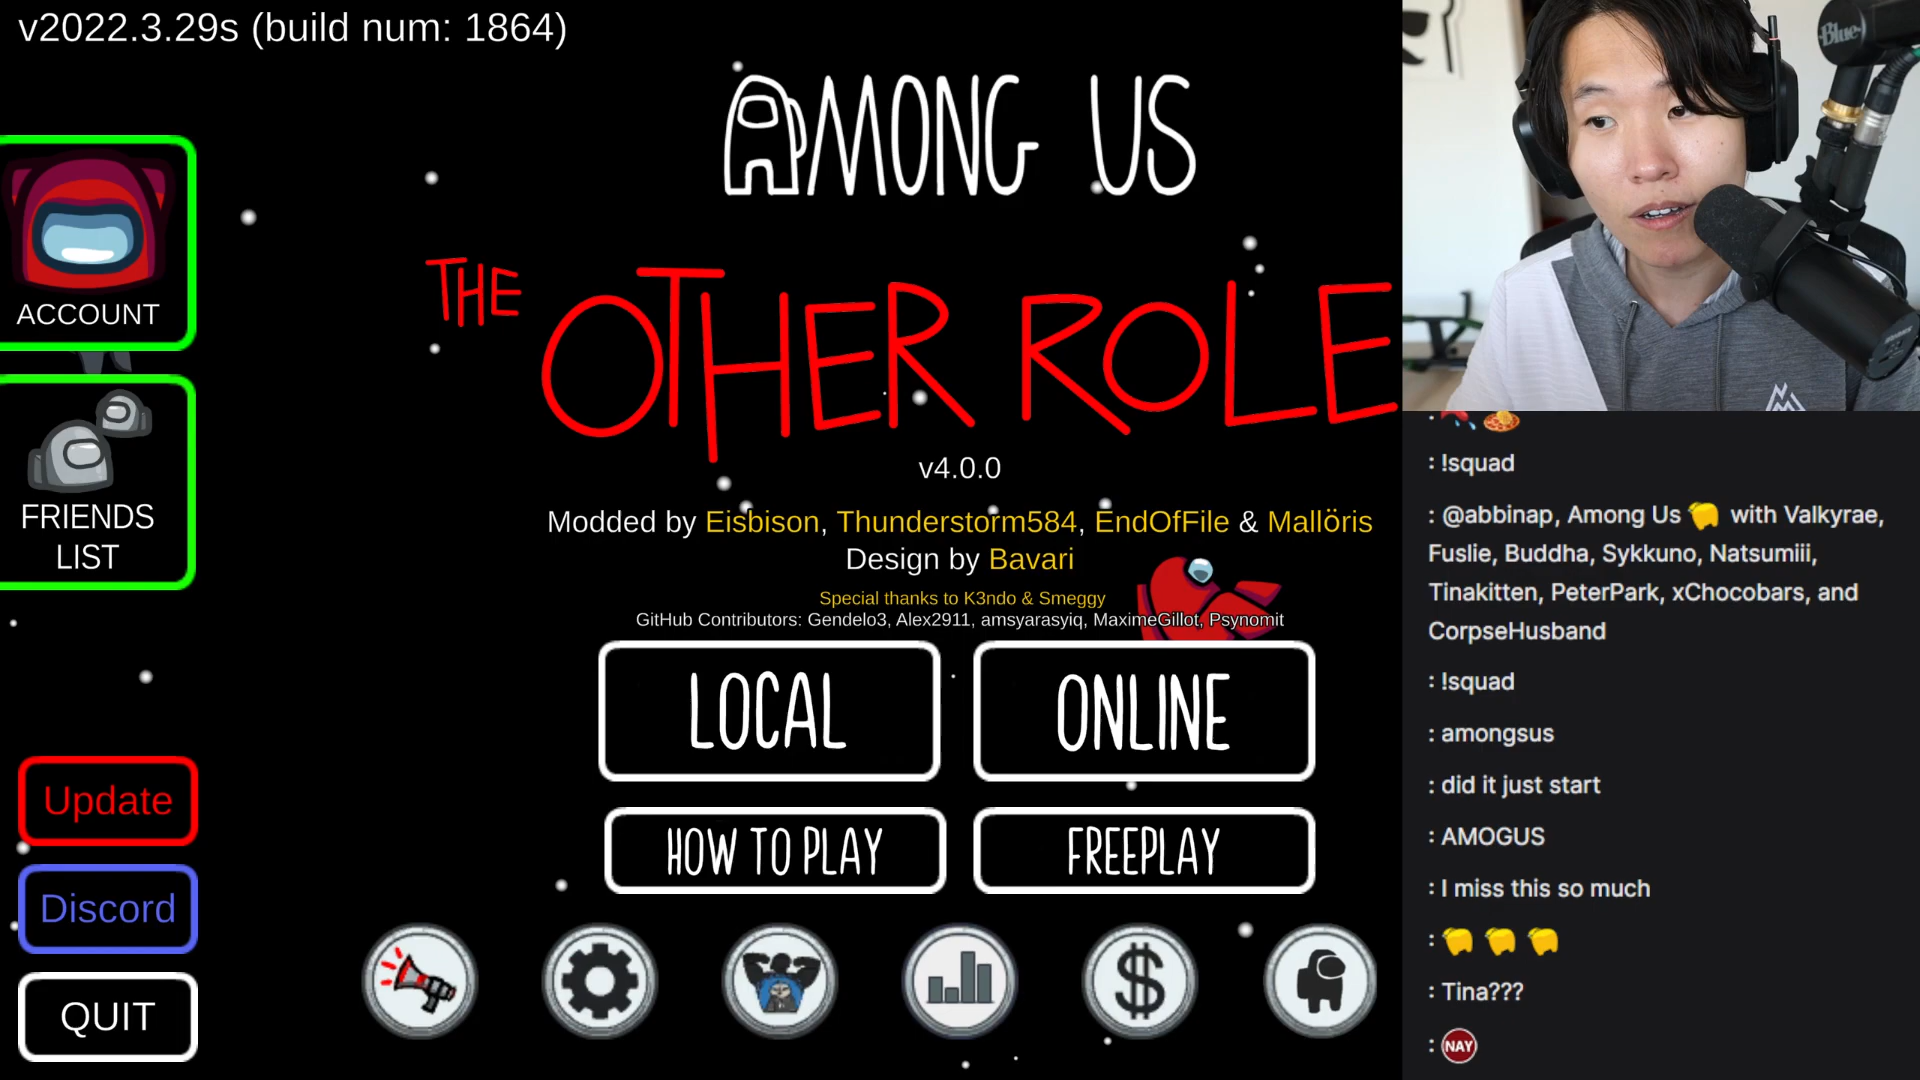 v2022.3.29s (build num: 1864)
AMONG US
THE OTHER ROLE
v4.0.0
Modded by Eisbison, Thunderstorm584, EndOfFile & Mallöris
Design by Bavari
Special thanks to K3ndo & Smeggy
GitHub Contributors: Gendelo3, Alex2911, amsyarasyiq, MaximeGillot, Psynomit
ACCOUNT
FRIENDS
LIST
LOCAL
ONLINE
HOW TO PLAY
FREEPLAY
Update
Discord
QUIT
$
Blue
:
: !squad
: @abbinap, Among Us with Valkyrae,
Fuslie, Buddha, Sykkuno, Natsumiii,
Tinakitten, PeterPark, xChocobars, and
CorpseHusband
: !squad
: amongsus
: did it just start
: AMOGUS
: I miss this so much
:
: Tina???
: NAY